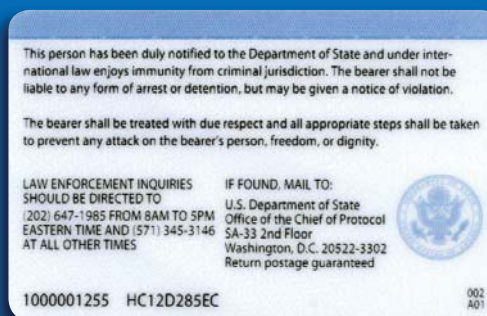 This person has been duly notified to the Department of State and under inter-
national law enjoys immunity from criminal jurisdiction. The bearer shall not be
liable to any form of arrest or detention, but may be given a notice of violation.
The bearer shall be treated with due respect and all appropriate steps shall be taken
to prevent any attack on the bearer's person, freedom, or dignity.
LAW ENFORCEMENT INQUIRIES
SHOULD BE DIRECTED TO
(202) 647-1985 FROM 8AM TO 5PM
EASTERN TIME AND (571) 345-3146
AT ALL OTHER TIMES
IF FOUND, MAIL TO:
U.S. Department of State
Office of the Chief of Protocol
SA-33 2nd Floor
Washington, D.C. 20522-3302
Return postage guaranteed
1000001255 HC12D285EC
002
A01